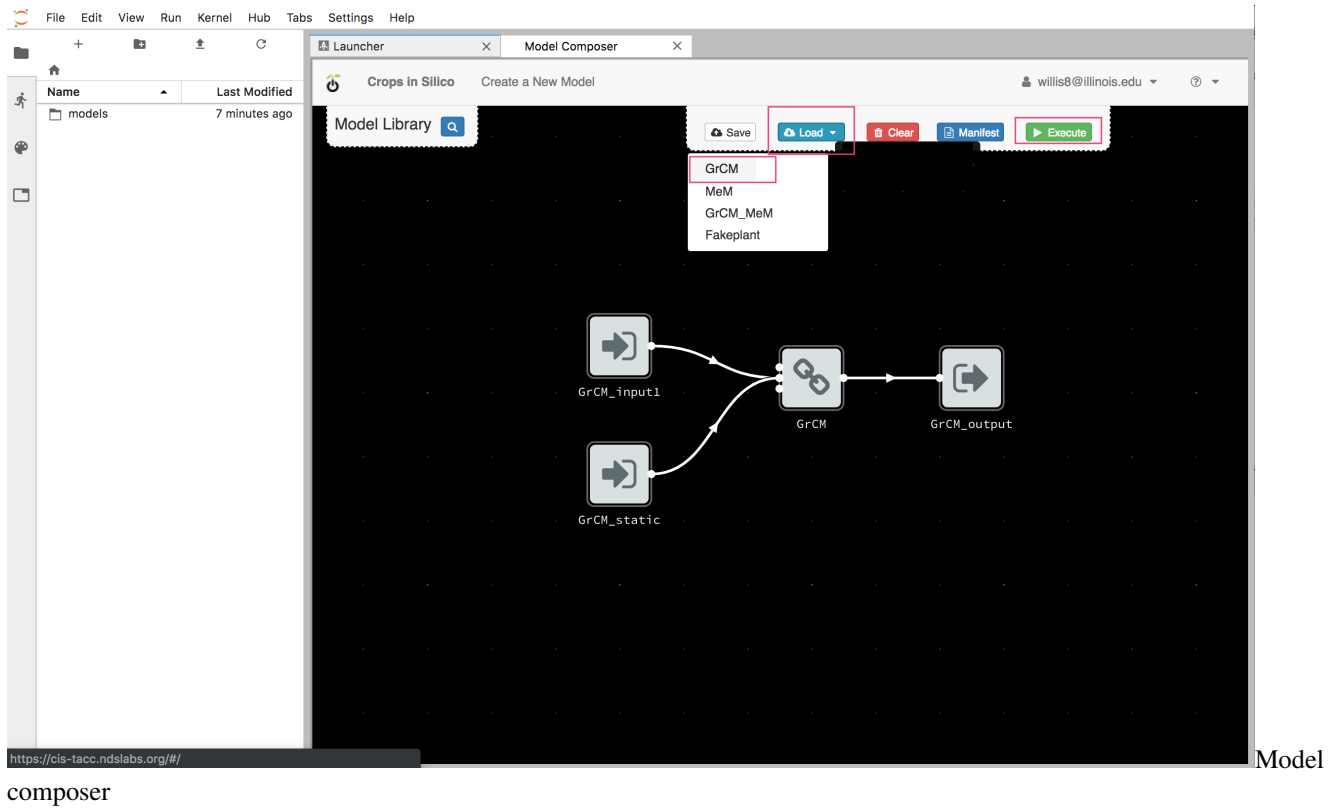 File Edit View Run Kernel Hub Tabs Settings Help
Launcher Model Composer
Crops in Silico Create a New Model willis8@illinois.edu
Name Last Modified
models 7 minutes ago
Model Library
Save Load Clear Manifest Execute
GrCM
MeM
GrCM_MeM
Fakeplant
GrCM_input1
GrCM GrCM_output
GrCM_static
https://cis-tacc.ndslabs.org/#/
Model
composer